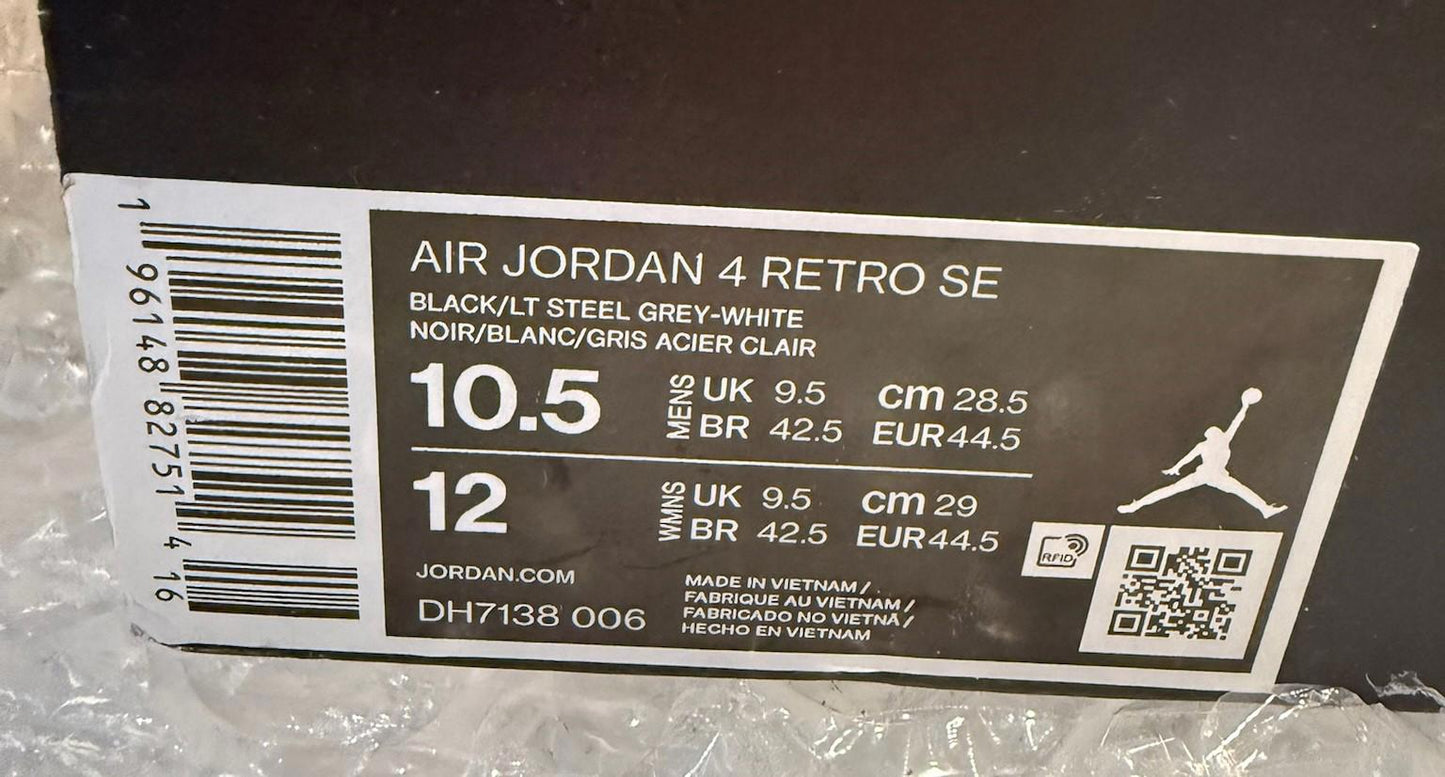 1 96148 82751 4 16
AIR JORDAN 4 RETRO SE
BLACK/LT STEEL GREY-WHITE
NOIR/BLANC/GRIS ACIER CLAIR
10.5
MENS
UK 9.5 cm 28.5
BR 42.5 EUR 44.5
12
WMNS
UK 9.5 cm 29
BR 42.5 EUR 44.5
JORDAN.COM
DH7138 006
MADE IN VIETNAM /
FABRIQUE AU VIETNAM /
FABRICADO NO VIETNÃ /
HECHO EN VIETNAM
RFID